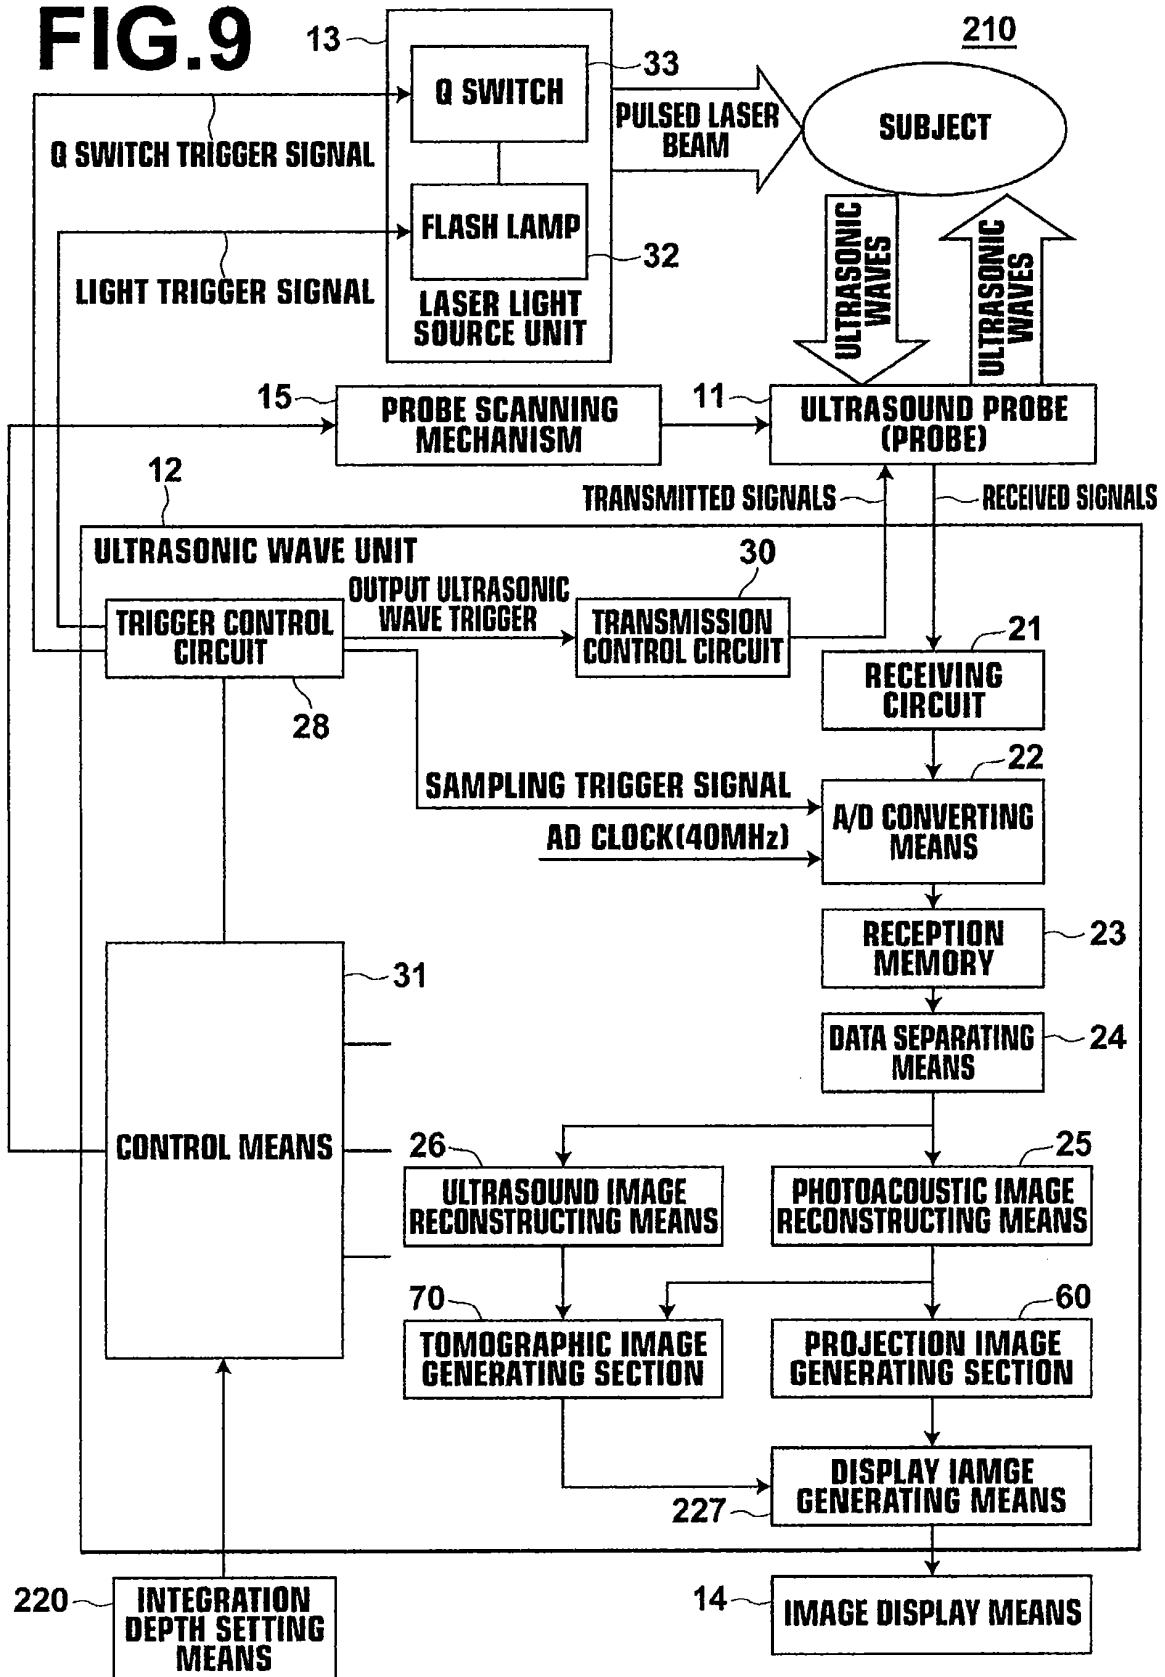 FIG.9
13
210
Q SWITCH
33
PULSED LASER
BEAM
SUBJECT
Q SWITCH TRIGGER SIGNAL
FLASH LAMP
32
LIGHT TRIGGER SIGNAL
LASER LIGHT
SOURCE UNIT
ULTRASONIC
WAVES
ULTRASONIC
WAVES
15
PROBE SCANNING
MECHANISM
11
ULTRASOUND PROBE
(PROBE)
12
TRANSMITTED SIGNALS
RECEIVED SIGNALS
ULTRASONIC WAVE UNIT
30
OUTPUT ULTRASONIC
WAVE TRIGGER
TRIGGER CONTROL
CIRCUIT
28
TRANSMISSION
CONTROL CIRCUIT
21
RECEIVING
CIRCUIT
22
SAMPLING TRIGGER SIGNAL
AD CLOCK(40MHz)
A/D CONVERTING
MEANS
RECEPTION
MEMORY
23
31
DATA SEPARATING
MEANS
24
CONTROL MEANS
26
ULTRASOUND IMAGE
RECONSTRUCTING MEANS
25
PHOTOACOUSTIC IMAGE
RECONSTRUCTING MEANS
70
TOMOGRAPHIC IMAGE
GENERATING SECTION
60
PROJECTION IMAGE
GENERATING SECTION
DISPLAY IAMGE
GENERATING MEANS
227
220
INTEGRATION
DEPTH SETTING
MEANS
14
IMAGE DISPLAY MEANS